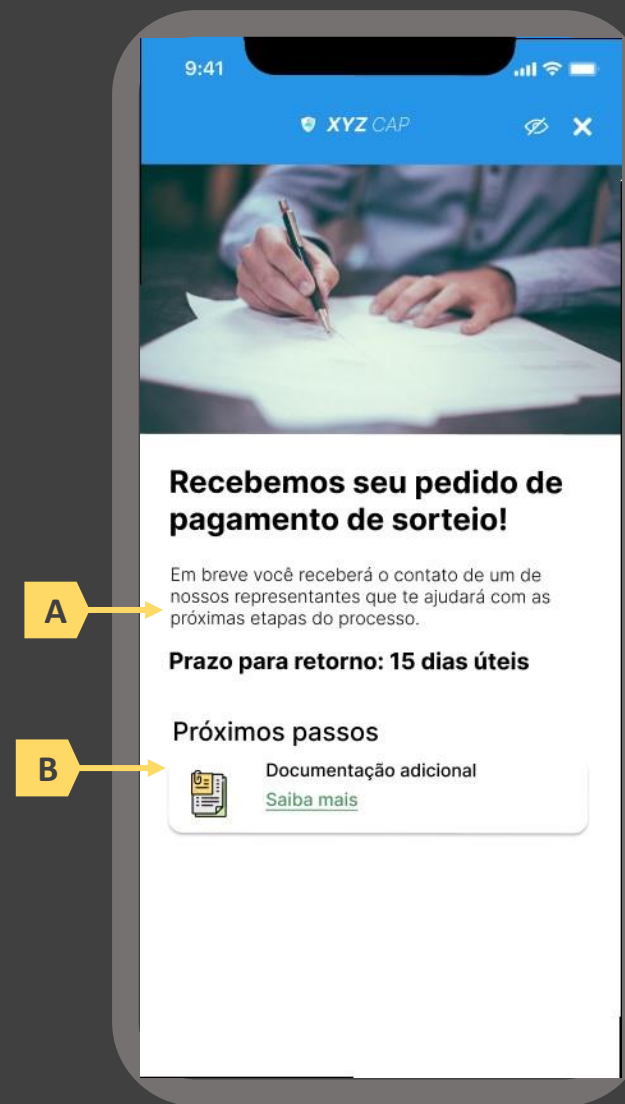 9:41
XYZ CAP
Recebemos seu pedido de
pagamento de sorteio!
Em breve você receberá o contato de um de
nossos representantes que te ajudará com as
próximas etapas do processo.
A
Prazo para retorno: 15 dias úteis
Próximos passos
B
Documentação adicional
Saiba mais